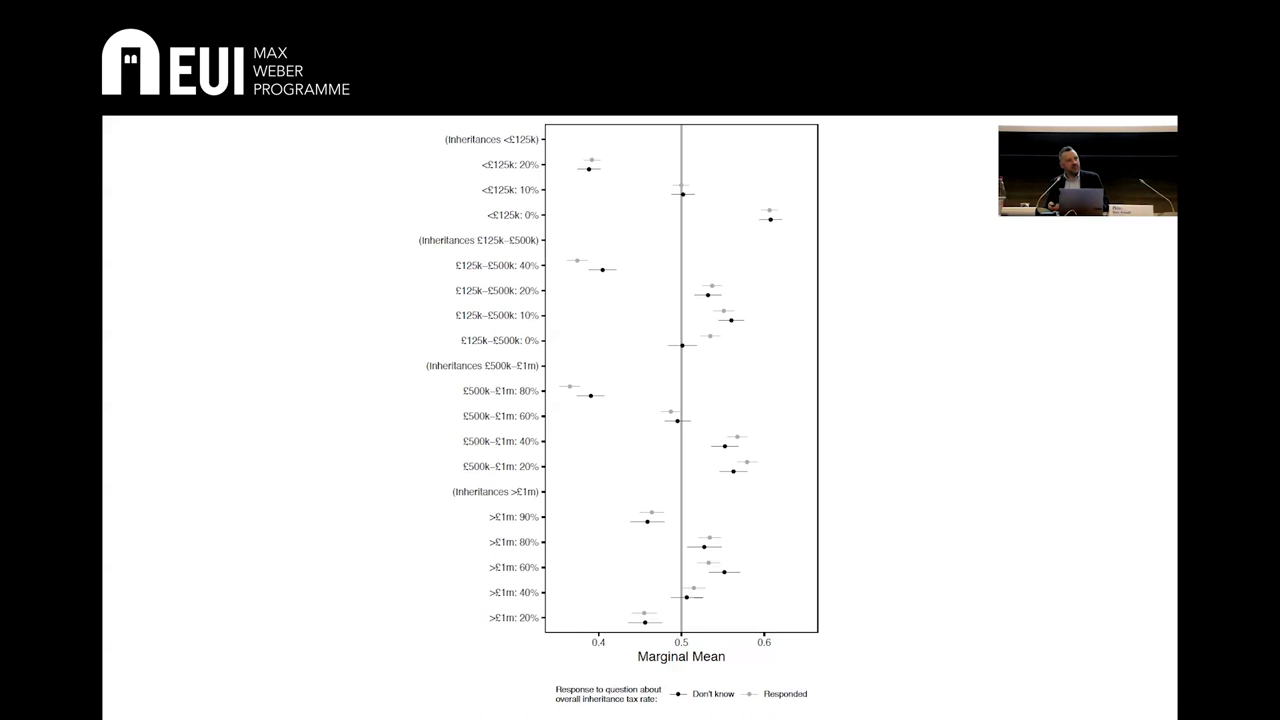 EUI
MAX
WEBER
PROGRAMME
(Inheritances <£125k)
<£125k: 20%
<£125k: 10%
<£125k: 0%
(Inheritances £125k–£500k)
£125k–£500k: 40%
£125k–£500k: 20%
£125k–£500k: 10%
£125k–£500k: 0%
(Inheritances £500k–£1m)
£500k–£1m: 80%
£500k–£1m: 60%
£500k–£1m: 40%
£500k–£1m: 20%
(Inheritances >£1m)
>£1m: 90%
>£1m: 80%
>£1m: 60%
>£1m: 40%
>£1m: 20%
0.4 0.5 0.6
Marginal Mean
Response to question about
overall inheritance tax rate:
Don't know Responded